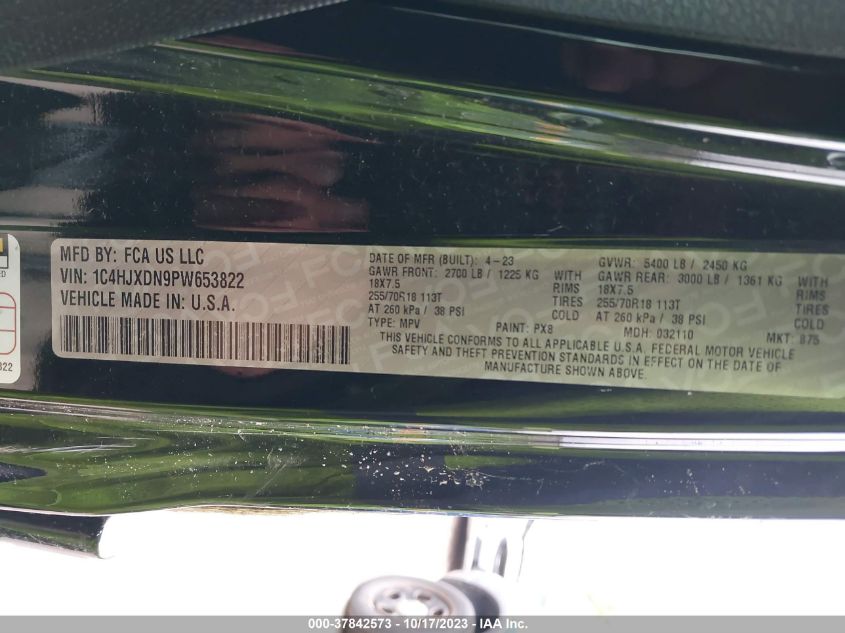 MFD BY: FCA US LLC
VIN: 1C4HJXDN9PW653822
VEHICLE MADE IN U.S.A.
DATE OF MFR (BUILT): 4-23 GVWR: 5400 LB / 2450 KG
GAWR FRONT: 2700 LB / 1225 KG WITH GAWR REAR: 3000 LB / 1361 KG WITH
18X7.5 RIMS 18X7.5 RIMS
255/70R18 113T TIRES 255/70R18 113T TIRES
AT 260 kPa / 38 PSI COLD AT 260 kPa / 38 PSI COLD
TYPE: MPV PAINT: PX8 MDH: 032110 MKT: 875
THIS VEHICLE CONFORMS TO ALL APPLICABLE U.S.A. FEDERAL MOTOR VEHICLE
SAFETY AND THEFT PREVENTION STANDARDS IN EFFECT ON THE DATE OF
MANUFACTURE SHOWN ABOVE.
822
000-37842573 / 10/17/2023 / IAA Inc.